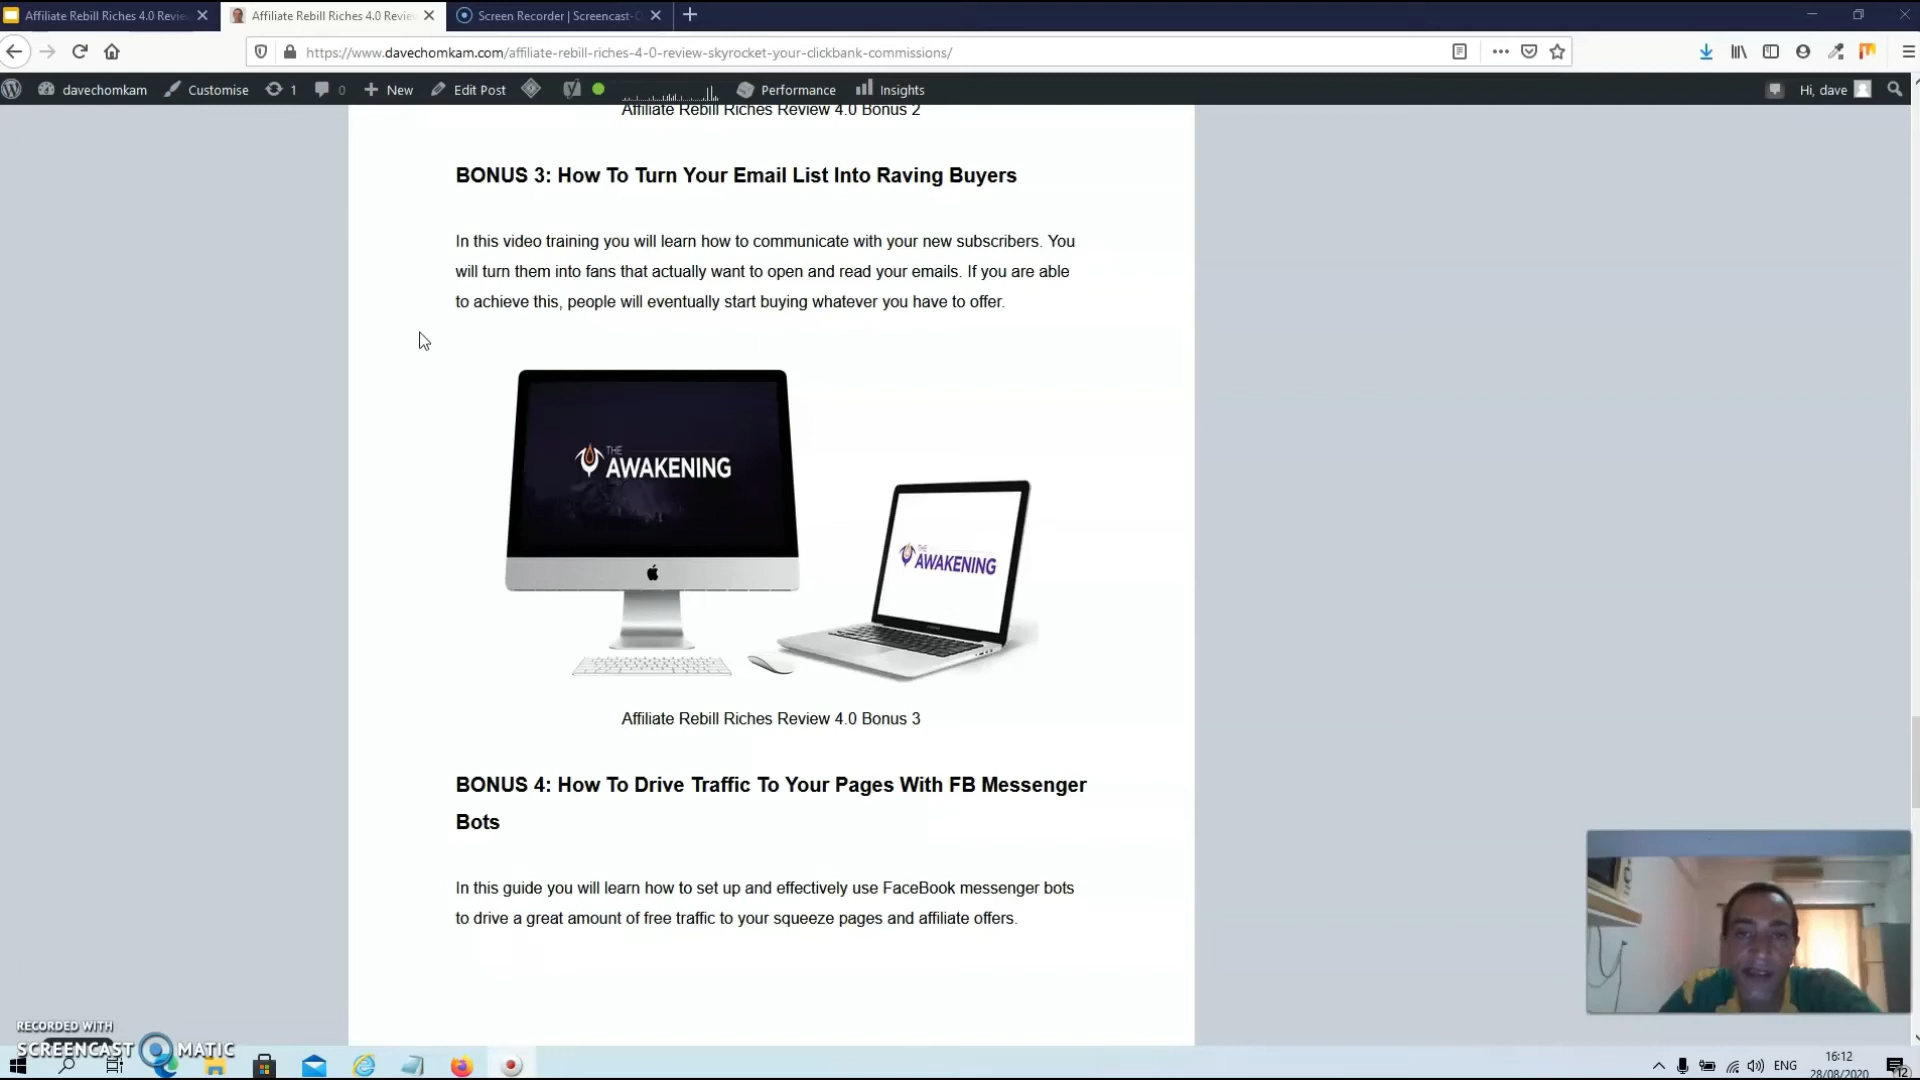 Affiliate Rebill Riches 4.0 Revie
Affiliate Rebill Riches 4.0 Revie
Screen Recorder | Screencast-O
https://www.davechomkam.com/affiliate-rebill-riches-4-0-review-skyrocket-your-clickbank-commissions/
davechomkam
Customise
1
0
New
Edit Post
Performance
Insights
Hi, dave
Affiliate Rebill Riches Review 4.0 Bonus 2
BONUS 3: How To Turn Your Email List Into Raving Buyers
In this video training you will learn how to communicate with your new subscribers. You
will turn them into fans that actually want to open and read your emails. If you are able
to achieve this, people will eventually start buying whatever you have to offer.
THE
AWAKENING
THE
AWAKENING
Affiliate Rebill Riches Review 4.0 Bonus 3
BONUS 4: How To Drive Traffic To Your Pages With FB Messenger
Bots
In this guide you will learn how to set up and effectively use FaceBook messenger bots
to drive a great amount of free traffic to your squeeze pages and affiliate offers.
RECORDED WITH
SCREENCAST MATIC
ENG
16:12
28/08/2020
12